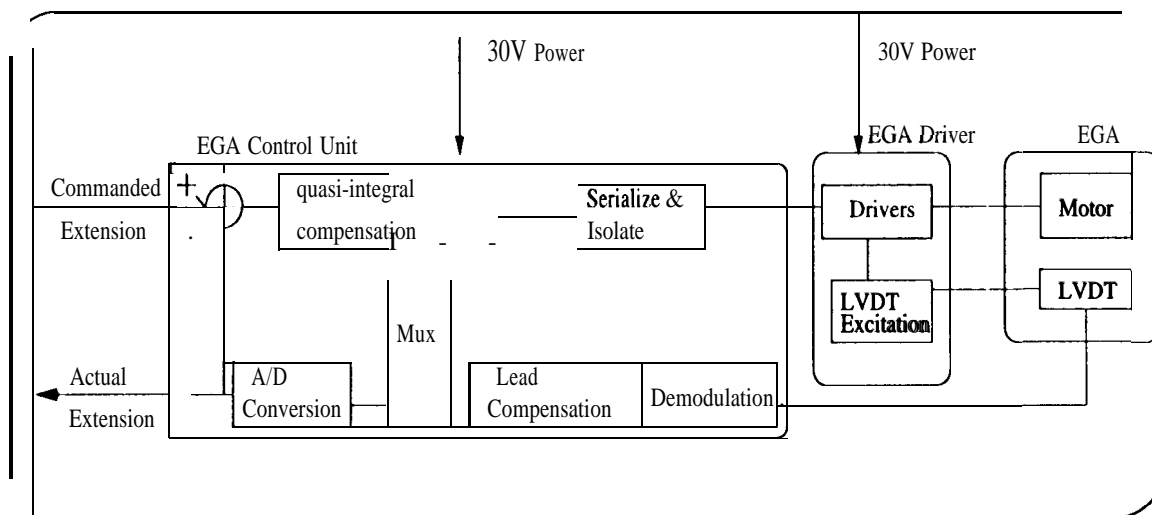 30V Power
30V Power
EGA Control Unit
EGA Driver
EGA
Commanded
Extension
+
quasi-integral
compensation
Serialize &
Isolate
Drivers
Motor
LVDT
Excitation
LVDT
Mux
Actual
Extension
A/D
Conversion
Lead
Compensation
Demodulation